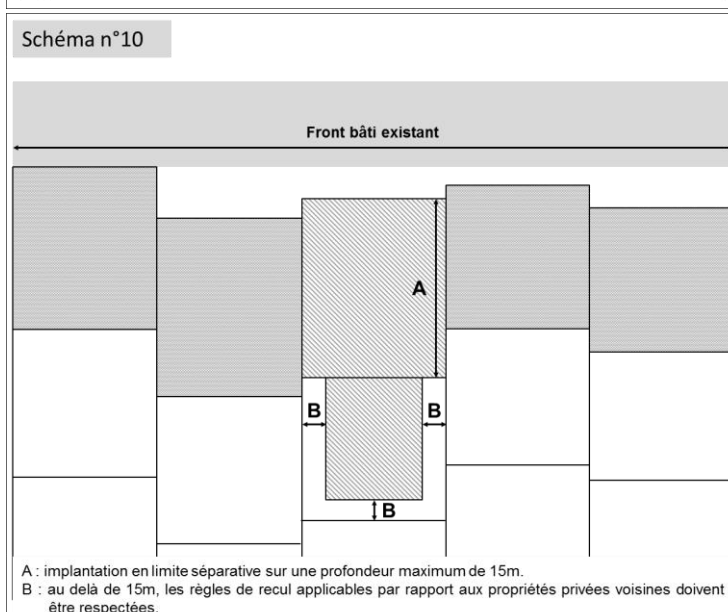 Schéma n°10
Front bâti existant
A
B
B
B
A : implantation en limite séparative sur une profondeur maximum de 15m.
B : au delà de 15m, les règles de recul applicables par rapport aux propriétés privées voisines doivent
être respectées.